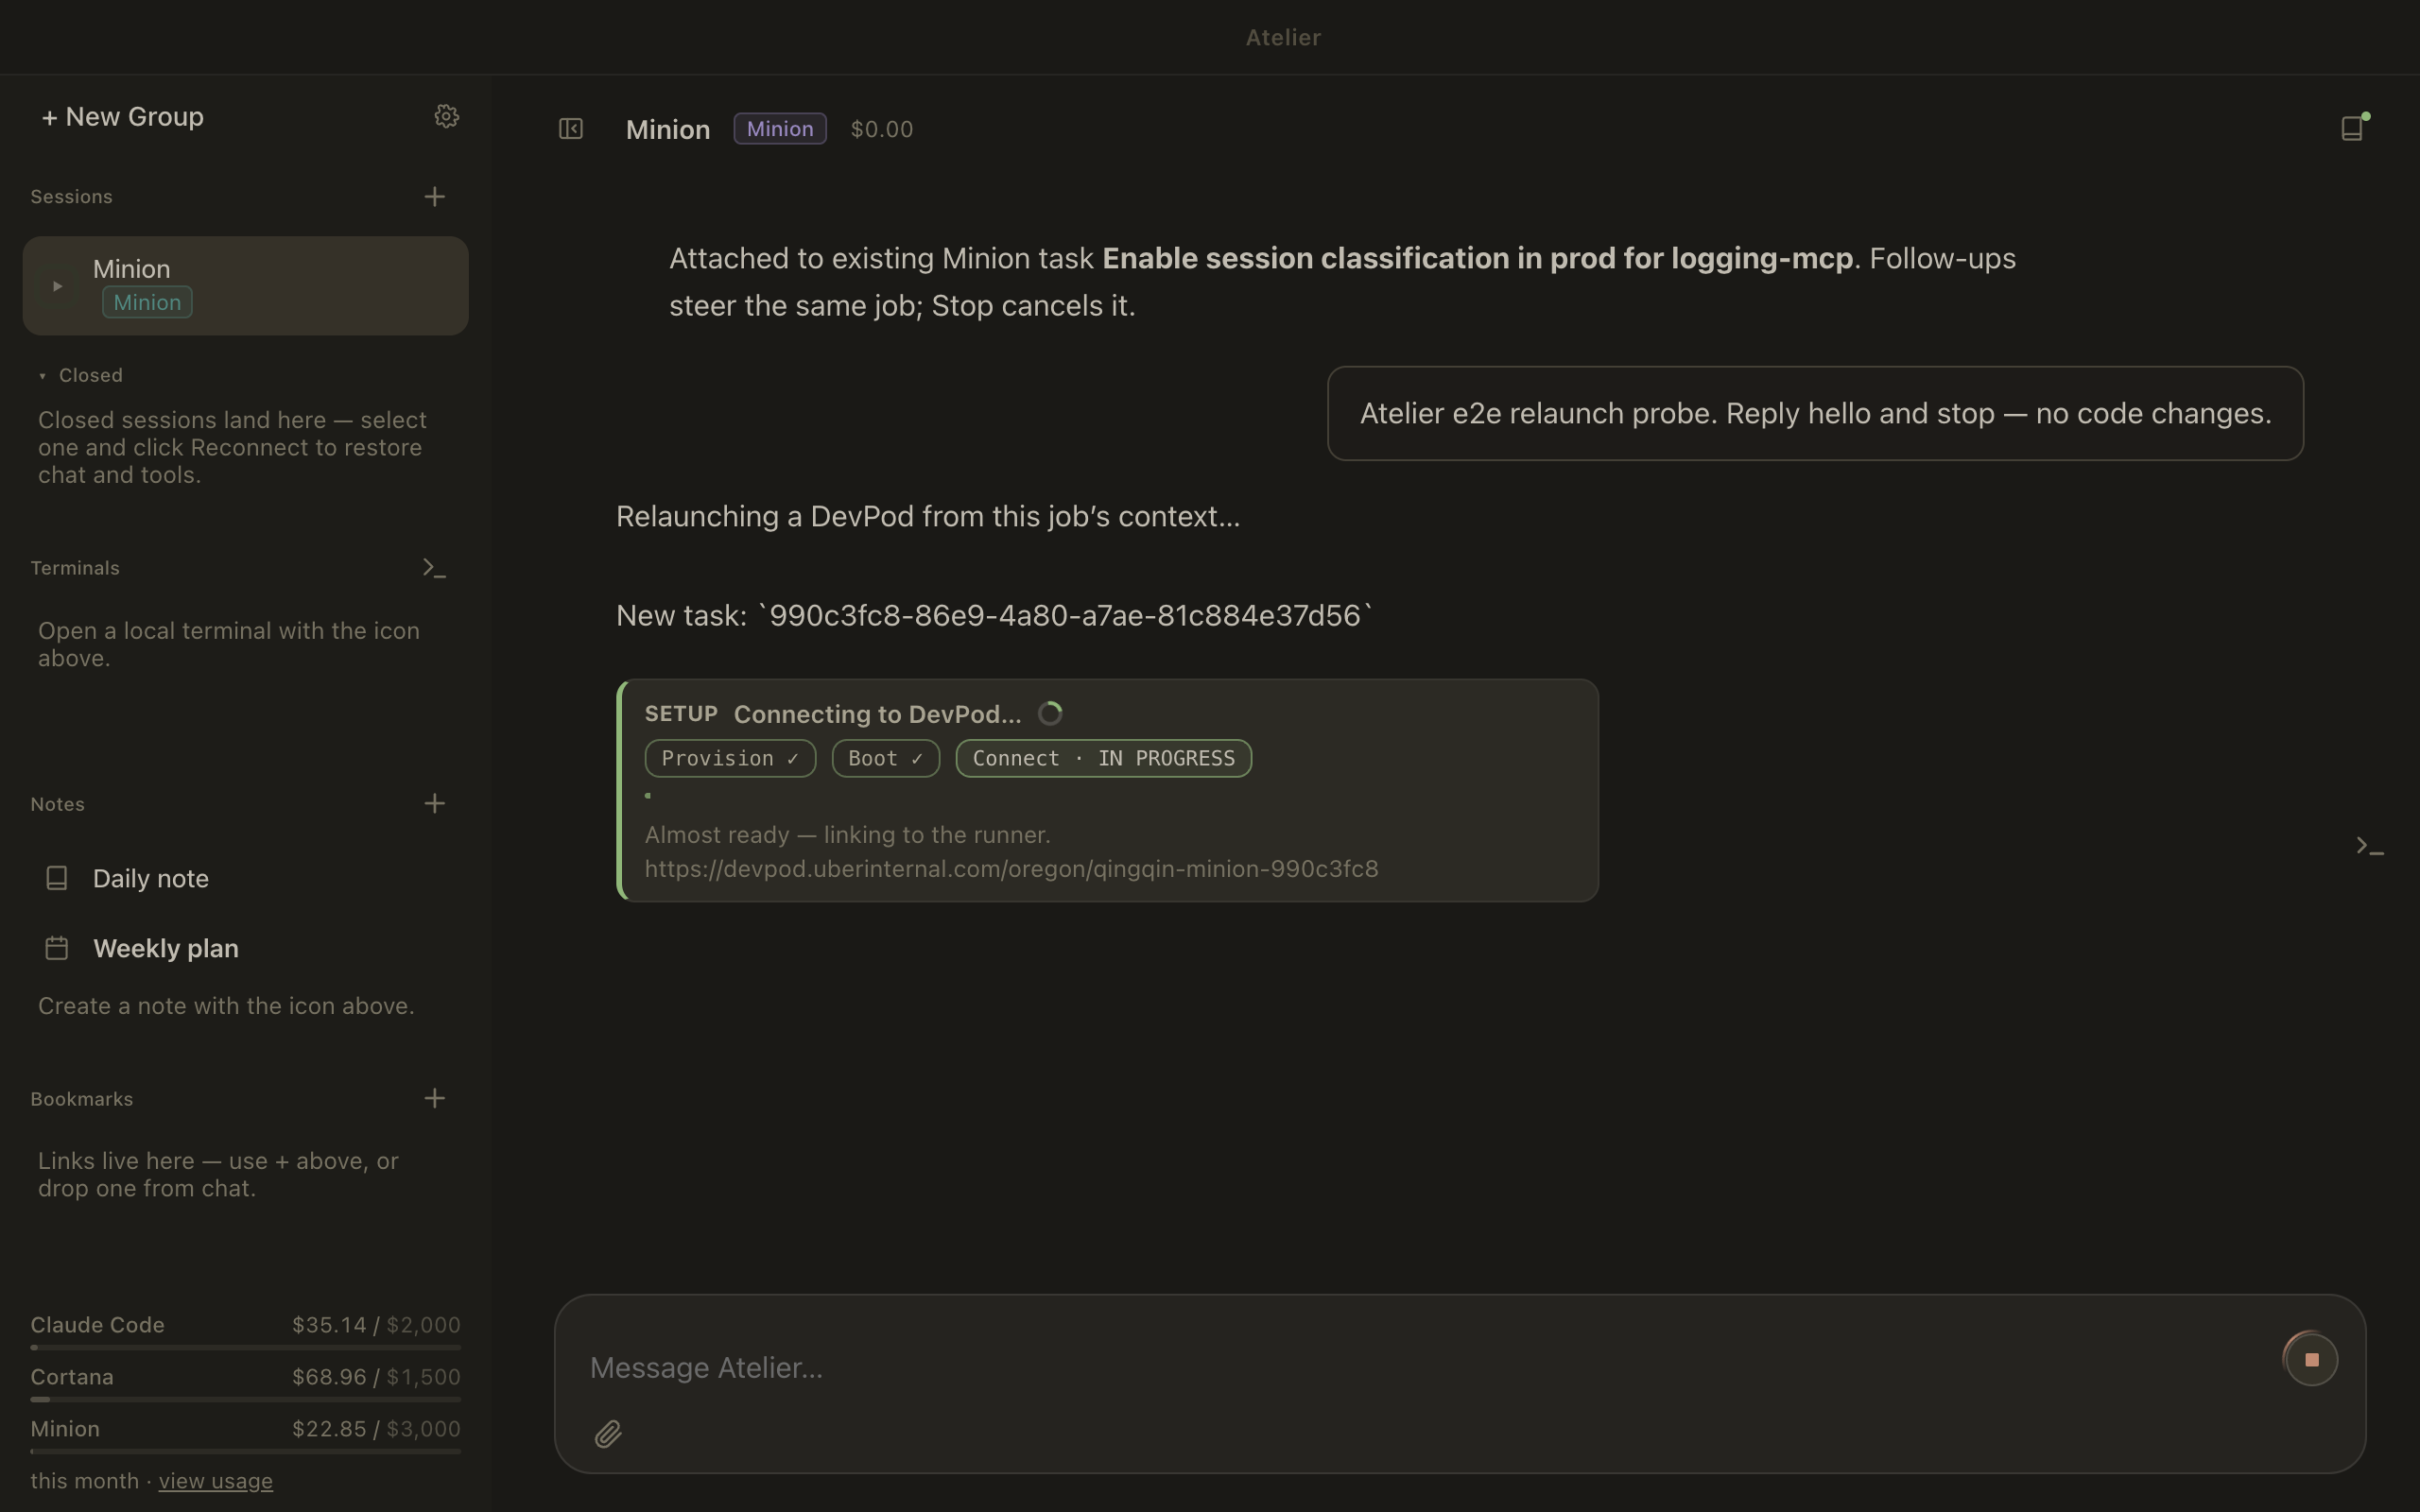 Atelier
+ New Group
Sessions
Minion
Minion
Closed
Closed sessions land here — select
one and click Reconnect to restore
chat and tools.
Terminals
Open a local terminal with the icon
above.
Notes
Daily note
Weekly plan
Create a note with the icon above.
Bookmarks
Links live here — use + above, or
drop one from chat.
Claude Code $35.14 / $2,000
Cortana $68.96 / $1,500
Minion $22.85 / $3,000
this month · view usage
Minion Minion $0.00
Attached to existing Minion task Enable session classification in prod for logging-mcp. Follow-ups
steer the same job; Stop cancels it.
Atelier e2e relaunch probe. Reply hello and stop — no code changes.
Relaunching a DevPod from this job’s context…
New task: `990c3fc8-86e9-4a80-a7ae-81c884e37d56`
SETUP Connecting to DevPod…
Provision ✓ Boot ✓ Connect · IN PROGRESS
Almost ready — linking to the runner.
https://devpod.uberinternal.com/oregon/qingqin-minion-990c3fc8
Message Atelier…